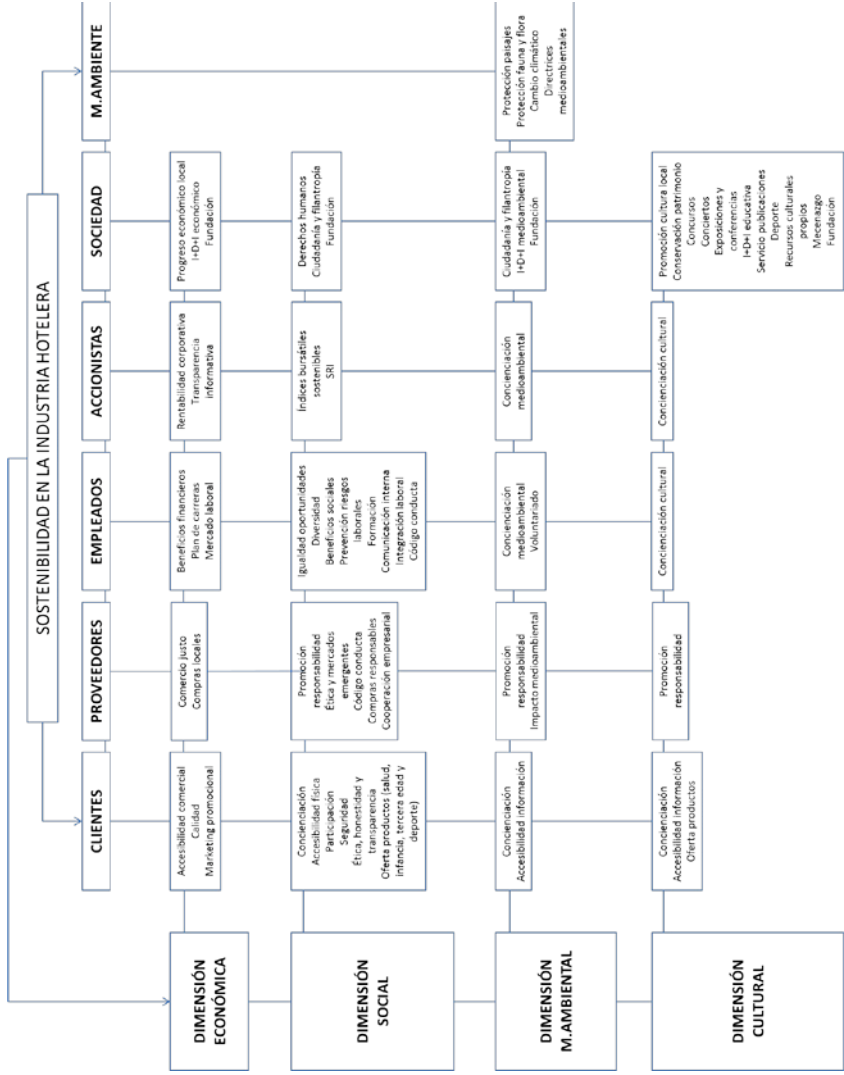 SOSTENIBILIDAD EN LA INDUSTRIA HOTELERA
CLIENTES
PROVEEDORES
EMPLEADOS
ACCIONISTAS
SOCIEDAD
M.AMBIENTE
DIMENSIÓN
ECONÓMICA
Accesibilidad comercial
Calidad
Marketing promocional
Comercio justo
Compras locales
Beneficios financieros
Plan de carreras
Mercado laboral
Rentabilidad corporativa
Transparencia
informativa
Progreso económico local
I+D+I económico
Fundación
DIMENSIÓN
SOCIAL
Concienciación
Accesibilidad física
Participación
Seguridad
Ética, honestidad y
transparencia
Oferta productos (salud,
infancia, tercera edad y
deporte)
Promoción
responsabilidad
Ética y mercados
emergentes
Código conducta
Compras responsables
Cooperación empresarial
Igualdad oportunidades
Diversidad
Beneficios sociales
Prevención riesgos
laborales
Formación
Comunicación interna
Integración laboral
Código conducta
Índices bursátiles
sostenibles
SRI
Derechos humanos
Ciudadanía y filantropía
Fundación
DIMENSIÓN
M.AMBIENTAL
Concienciación
Accesibilidad información
Promoción
responsabilidad
Impacto medioambiental
Concienciación
medioambiental
Voluntariado
Concienciación
medioambiental
Ciudadanía y filantropía
I+D+I medioambiental
Fundación
Protección paisajes
Protección fauna y flora
Cambio climático
Directrices
medioambientales
DIMENSIÓN
CULTURAL
Concienciación
Accesibilidad información
Oferta productos
Promoción
responsabilidad
Concienciación cultural
Concienciación cultural
Promoción cultura local
Conservación patrimonio
Concursos
Conciertos
Exposiciones y
conferencias
I+D+I educativa
Servicio publicaciones
Deporte
Recursos culturales
propios
Mecenazgo
Fundación